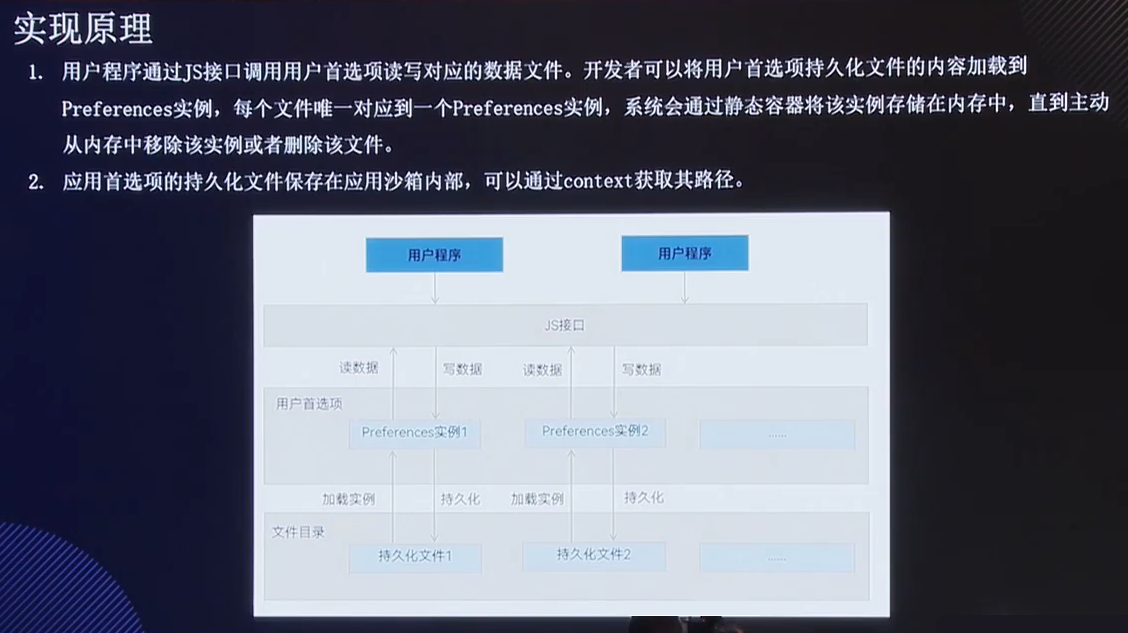 实现原理
1. 用户程序通过JS接口调用用户首选项读写对应的数据文件。开发者可以将用户首选项持久化文件的内容加载到
Preferences实例，每个文件唯一对应到一个Preferences实例，系统会通过静态容器将该实例存储在内存中，直到主动
从内存中移除该实例或者删除该文件。
2. 应用首选项的持久化文件保存在应用沙箱内部，可以通过context获取其路径。
用户程序 用户程序
JS接口
读数据 写数据 读数据 写数据
用户首选项
Preferences实例1 Preferences实例2 ......
加载实例 持久化 加载实例 持久化
文件目录
持久化文件1 持久化文件2 ......